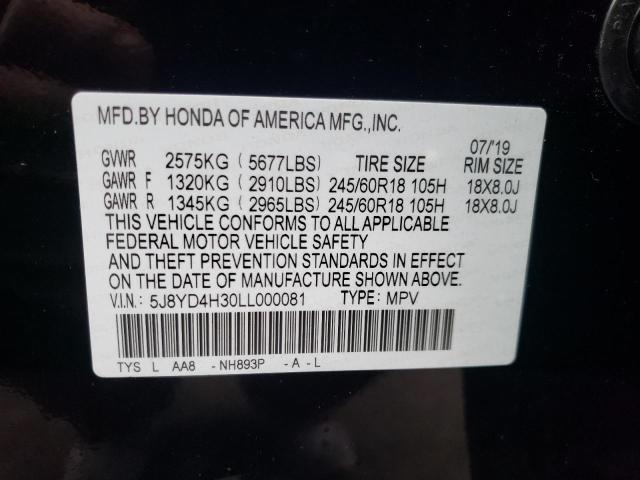 MFD.BY HONDA OF AMERICA MFG.,INC.
07/'19
GVWR 2575KG ( 5677LBS) TIRE SIZE RIM SIZE
GAWR F 1320KG ( 2910LBS) 245/60R18 105H 18X8.0J
GAWR R 1345KG ( 2965LBS) 245/60R18 105H 18X8.0J
THIS VEHICLE CONFORMS TO ALL APPLICABLE
FEDERAL MOTOR VEHICLE SAFETY
AND THEFT PREVENTION STANDARDS IN EFFECT
ON THE DATE OF MANUFACTURE SHOWN ABOVE.
V.I.N: 5J8YD4H30LL000081 TYPE: MPV
TYS L AA8 -NH893P -A -L